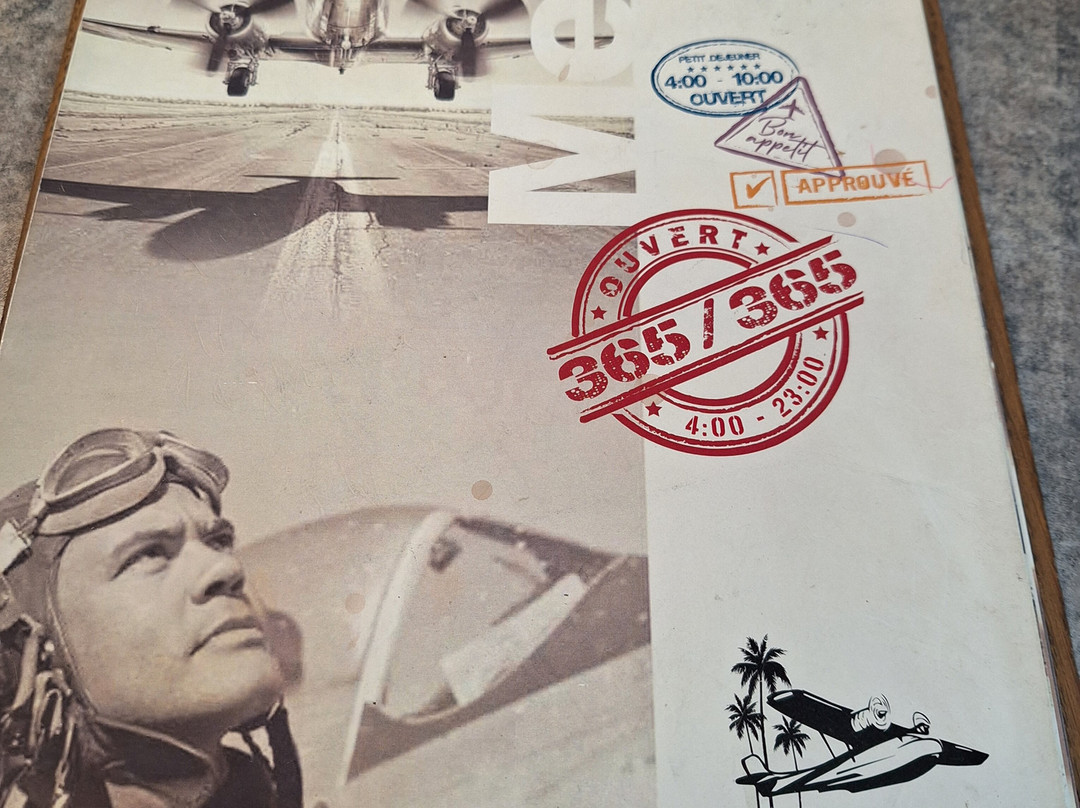 Me
PETIT DEJEUNER
4:00 - 10:00
OUVERT
Bon
appetit
APPROUVÉ
OUVERT
365/365
4:00 - 23:00